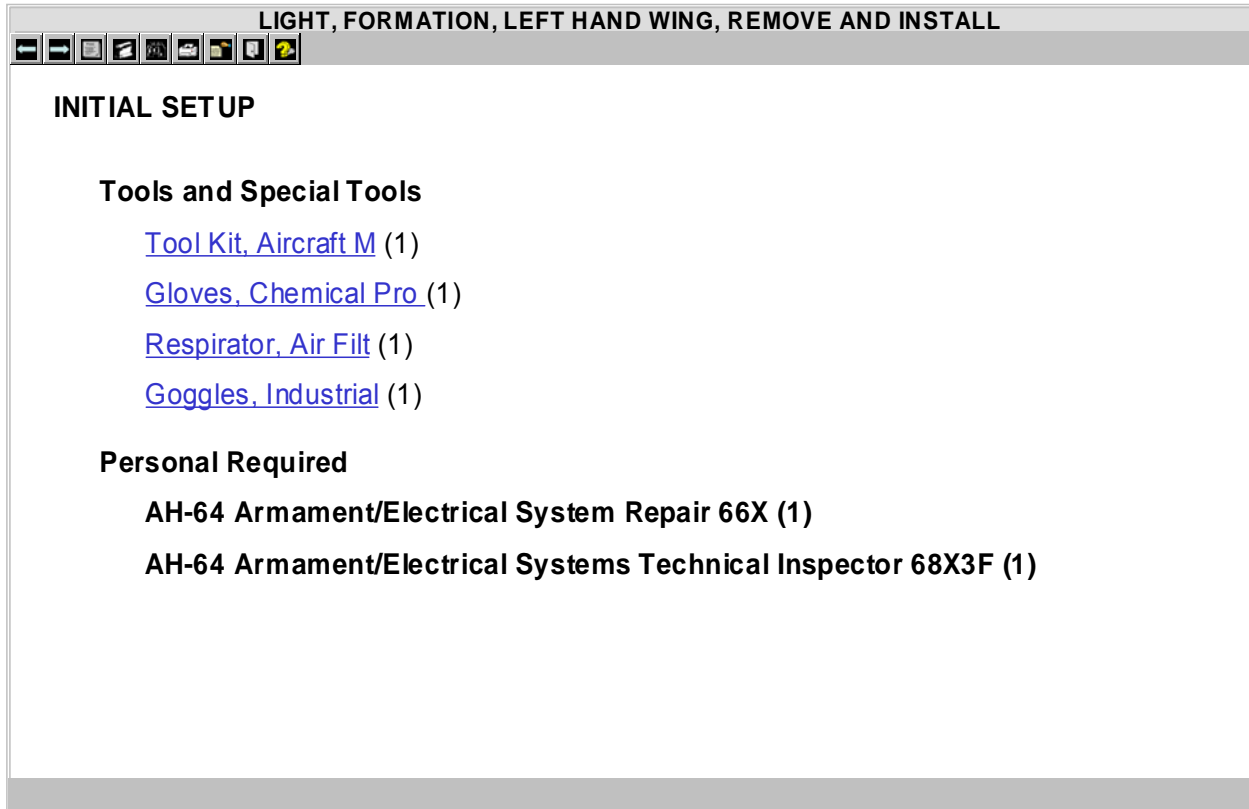 LIGHT, FORMATION, LEFT HAND WING, REMOVE AND INSTALL
INITIAL SETUP
Tools and Special Tools
Tool Kit, Aircraft M (1)
Gloves, Chemical Pro (1)
Respirator, Air Filt (1)
Goggles, Industrial (1)
Personal Required
AH-64 Armament/Electrical System Repair 66X (1)
AH-64 Armament/Electrical Systems Technical Inspector 68X3F (1)